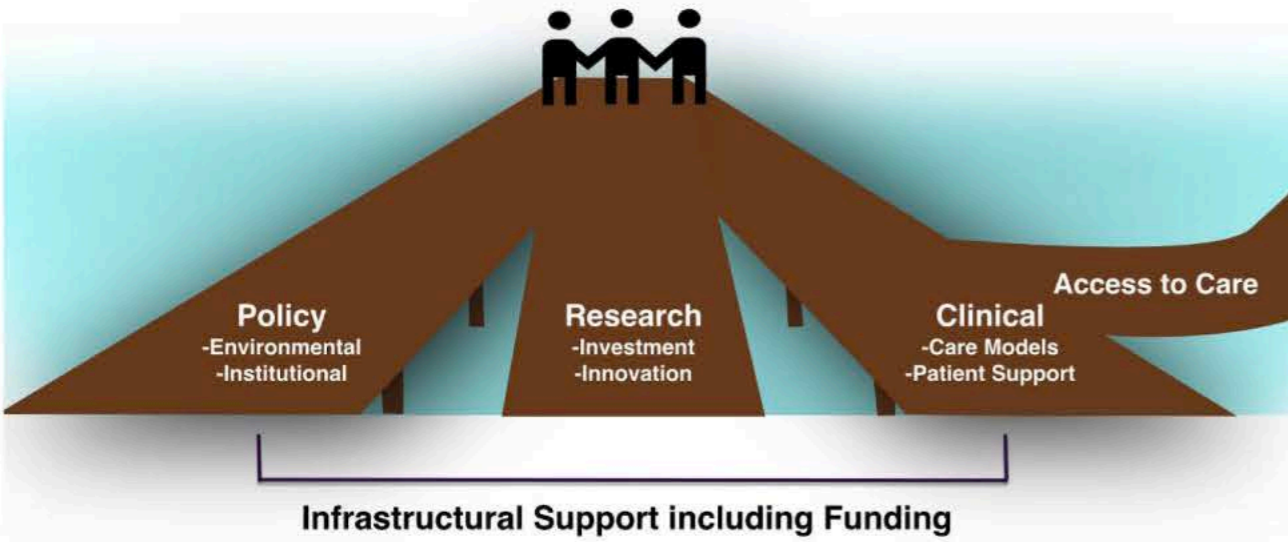 Policy
-Environmental
-Institutional
Research
-Investment
-Innovation
Clinical
-Care Models
-Patient Support
Access to Care
Infrastructural Support including Funding